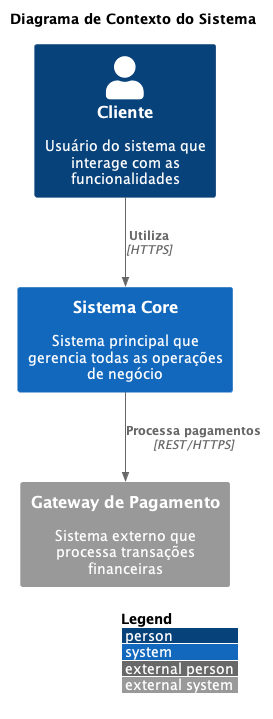 Diagrama de Contexto do Sistema
Cliente
Usuário do sistema que
interage com as
funcionalidades
Utiliza
[HTTPS]
Sistema Core
Sistema principal que
gerencia todas as operações
de negócio
Processa pagamentos
[REST/HTTPS]
Gateway de Pagamento
Sistema externo que
processa transações
financeiras
Legend
person
system
external person
external system